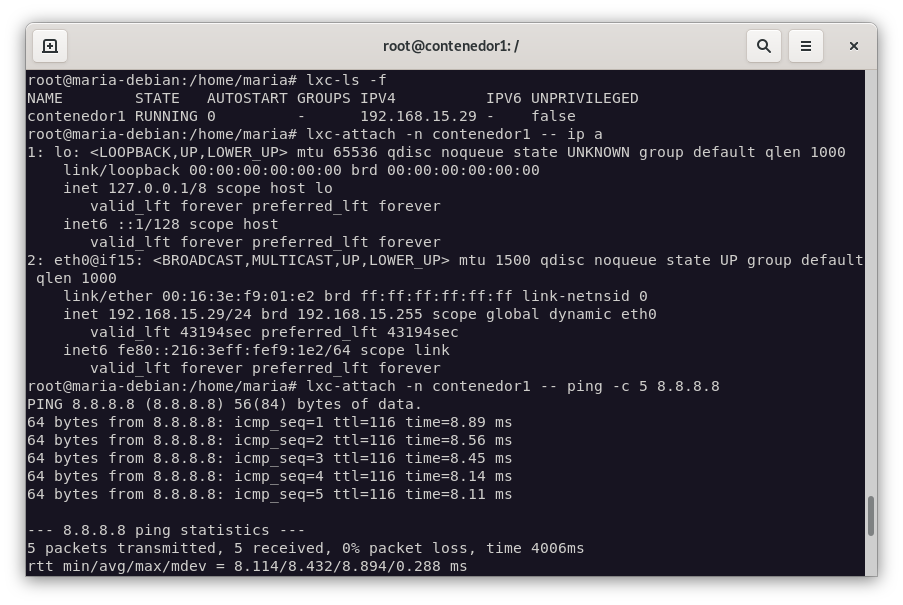 root@contenedor1: /
root@maria-debian:/home/maria# lxc-ls -f
NAME        STATE   AUTOSTART GROUPS IPV4          IPV6 UNPRIVILEGED
contenedor1 RUNNING 0         -      192.168.15.29 -    false
root@maria-debian:/home/maria# lxc-attach -n contenedor1 -- ip a
1: lo: <LOOPBACK,UP,LOWER_UP> mtu 65536 qdisc noqueue state UNKNOWN group default qlen 1000
    link/loopback 00:00:00:00:00:00 brd 00:00:00:00:00:00
    inet 127.0.0.1/8 scope host lo
       valid_lft forever preferred_lft forever
    inet6 ::1/128 scope host
       valid_lft forever preferred_lft forever
2: eth0@if15: <BROADCAST,MULTICAST,UP,LOWER_UP> mtu 1500 qdisc noqueue state UP group default
 qlen 1000
    link/ether 00:16:3e:f9:01:e2 brd ff:ff:ff:ff:ff:ff link-netnsid 0
    inet 192.168.15.29/24 brd 192.168.15.255 scope global dynamic eth0
       valid_lft 43194sec preferred_lft 43194sec
    inet6 fe80::216:3eff:fef9:1e2/64 scope link
       valid_lft forever preferred_lft forever
root@maria-debian:/home/maria# lxc-attach -n contenedor1 -- ping -c 5 8.8.8.8
PING 8.8.8.8 (8.8.8.8) 56(84) bytes of data.
64 bytes from 8.8.8.8: icmp_seq=1 ttl=116 time=8.89 ms
64 bytes from 8.8.8.8: icmp_seq=2 ttl=116 time=8.56 ms
64 bytes from 8.8.8.8: icmp_seq=3 ttl=116 time=8.45 ms
64 bytes from 8.8.8.8: icmp_seq=4 ttl=116 time=8.14 ms
64 bytes from 8.8.8.8: icmp_seq=5 ttl=116 time=8.11 ms

--- 8.8.8.8 ping statistics ---
5 packets transmitted, 5 received, 0% packet loss, time 4006ms
rtt min/avg/max/mdev = 8.114/8.432/8.894/0.288 ms